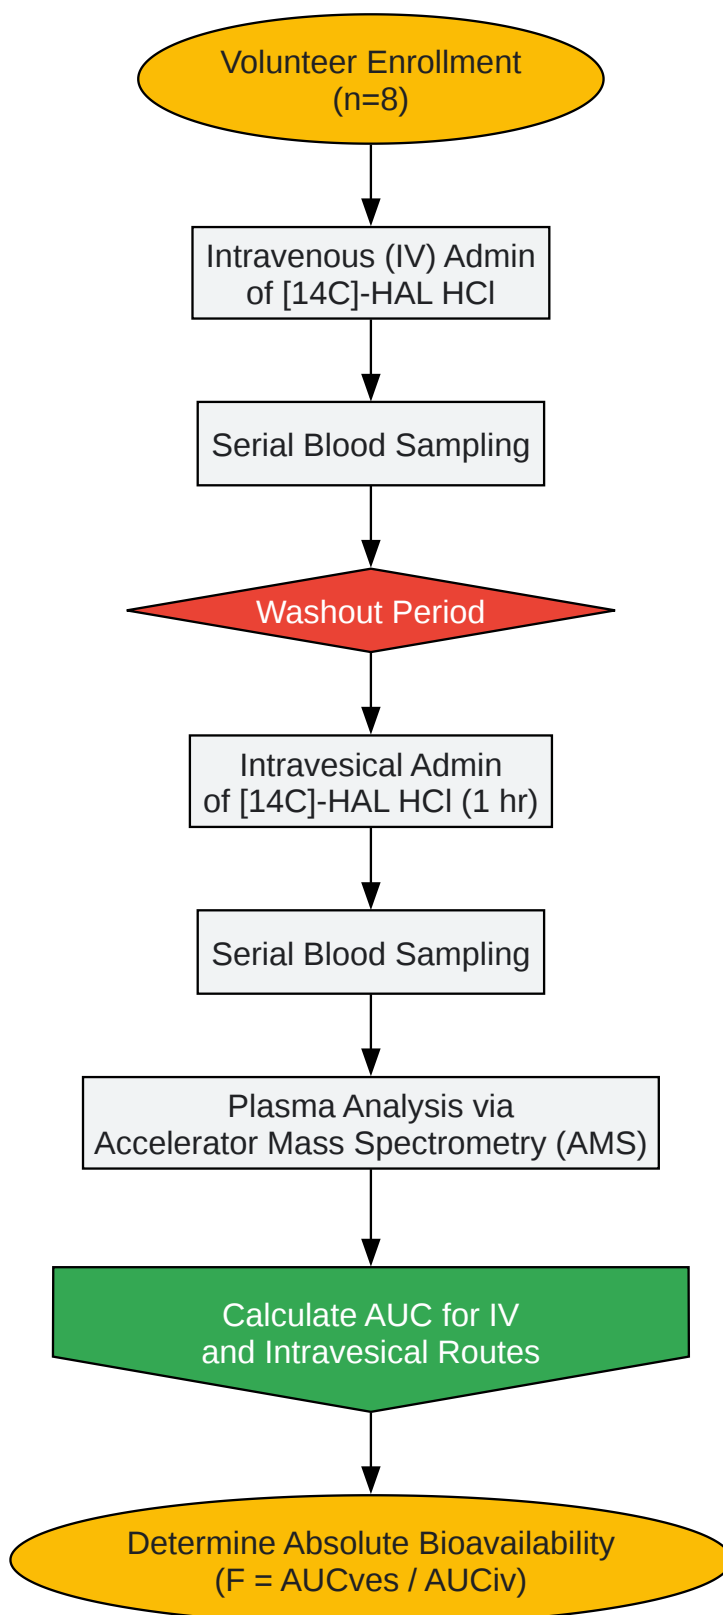 Volunteer Enrollment
(n=8)
Intravenous (IV) Admin
of [14C]-HAL HCl
Serial Blood Sampling
Washout Period
Intravesical Admin
of [14C]-HAL HCl (1 hr)
Serial Blood Sampling
Plasma Analysis via
Accelerator Mass Spectrometry (AMS)
Calculate AUC for IV
and Intravesical Routes
Determine Absolute Bioavailability
(F = AUCves / AUCiv)